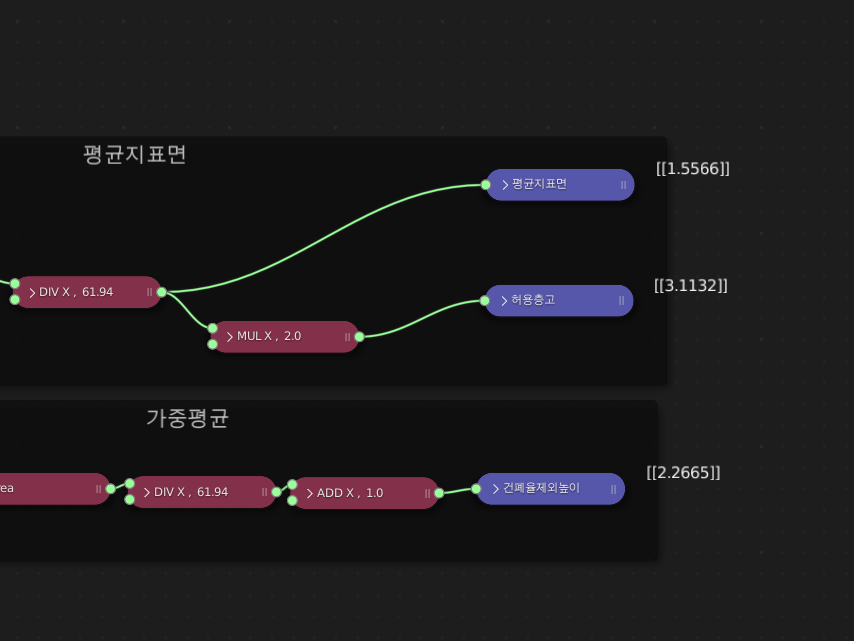 평균지표면
평균지표면
[[1.5566]]
DIV X , 61.94
허용층고
[[3.1132]]
MUL X , 2.0
가중평균
rea
DIV X , 61.94
ADD X , 1.0
건폐율제외높이
[[2.2665]]